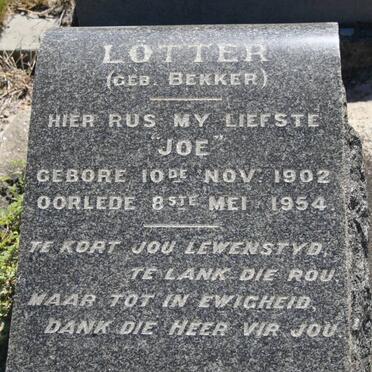 LOTTER
(GEB. BEKKER)
HIER RUS MY LIEFSTE
"JOE"
GEBORE 10DE NOV. 1902
OORLEDE 8STE MEI 1954
TE KORT JOU LEWENSTYD,
TE LANK DIE ROU
MAAR TOT IN EWIGHEID,
DANK DIE HEER VIR JOU